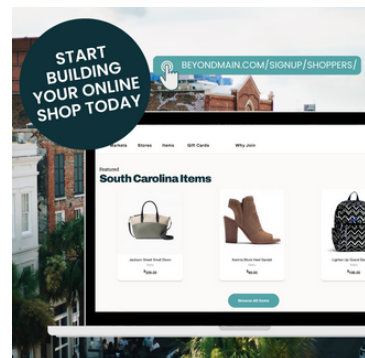 START
BUILDING
YOUR ONLINE
SHOP TODAY
BEYONDMAIN.COM/SIGNUP/SHOPPERS/
Markets Stores Items Gift Cards Why Join
Featured
South Carolina Items
Browse All Items